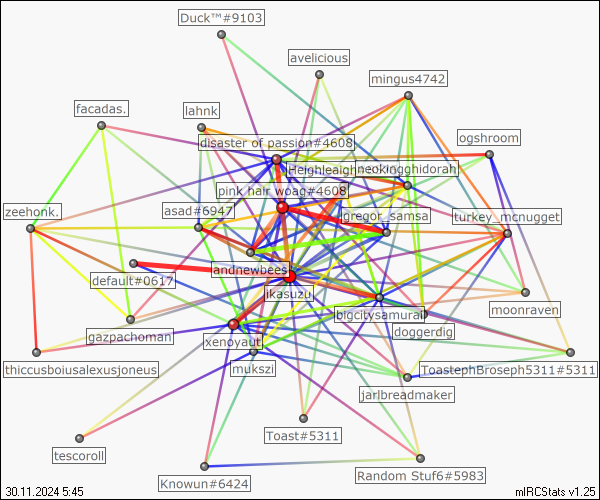 Duck™#9103
avelicious
mingus4742
facadas.
lahnk
disaster of passion#4608
ogshroom
neokingghidorah
pink hair woag#4608
zeehonk.
asad#6947
gregor_samsa
turkey_mcnugget
andnewbees
default#0617
ikasuzu
moonraven
bigcitysamurai
doggerdig
gazpachoman
xenoyaut
thiccusboiusalexusjoneus
mukszi
ToastephBroseph5311#5311
jarlbreadmaker
Toast#5311
tescoroll
Knowun#6424
Random Stuf6#5983
30.11.2024 5:45
mIRCStats v1.25